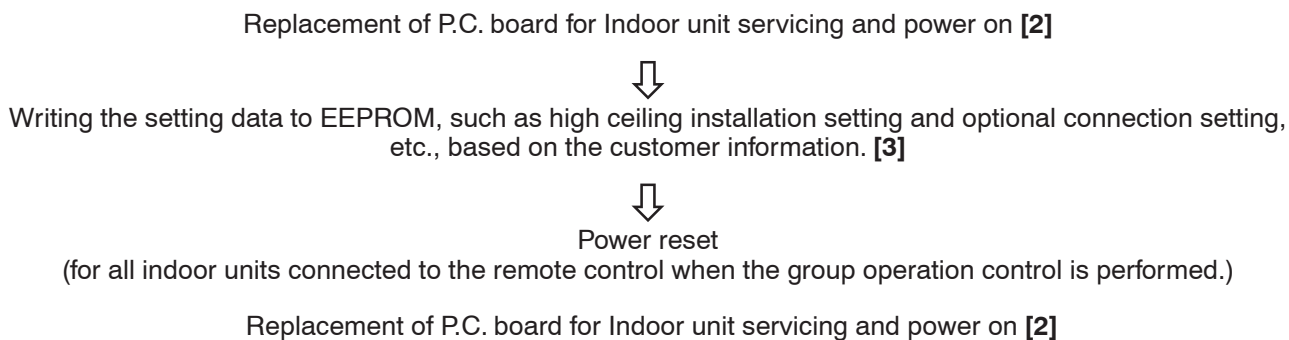 Replacement of P.C. board for Indoor unit servicing and power on [2]
Writing the setting data to EEPROM, such as high ceiling installation setting and optional connection setting,
etc., based on the customer information. [3]
Power reset
(for all indoor units connected to the remote control when the group operation control is performed.)
Replacement of P.C. board for Indoor unit servicing and power on [2]